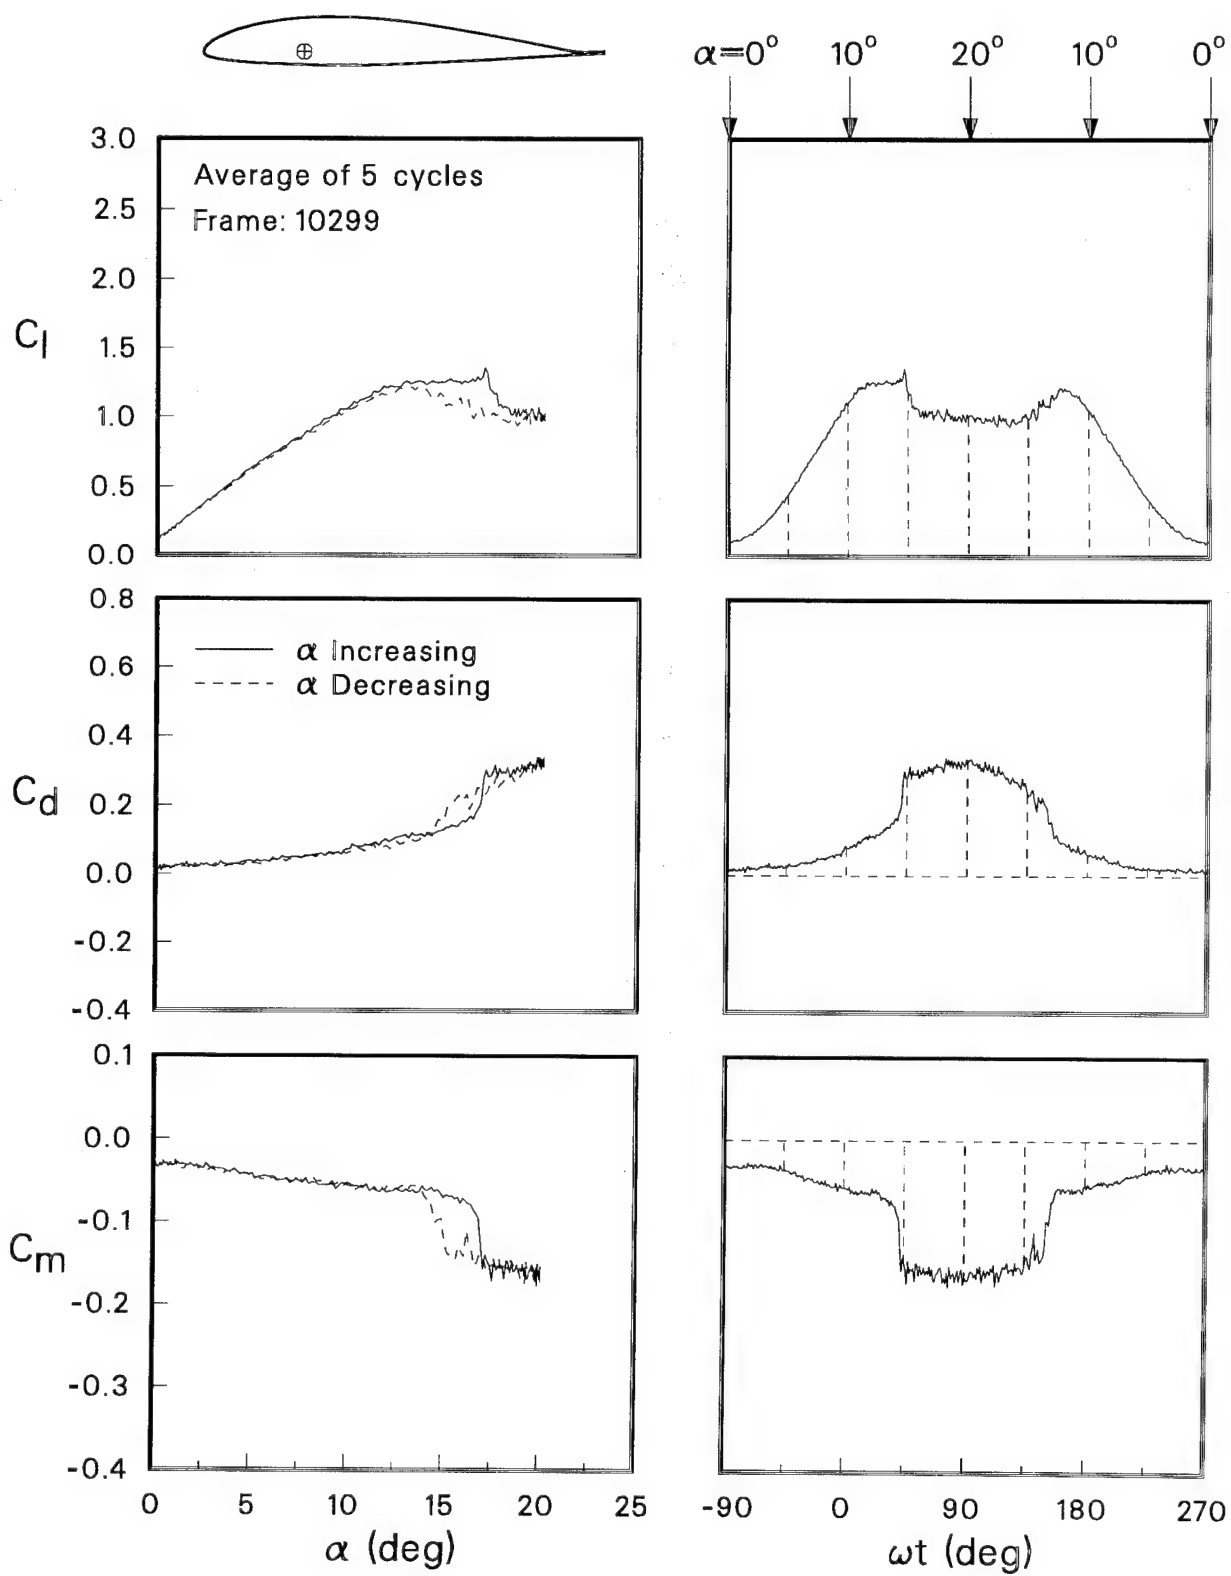 α=0° 10° 20° 10° 0°
3.0
Average of 5 cycles
2.5
Frame: 10299
2.0
C_l
1.5
1.0
0.5
0.0
0.8
α Increasing
0.6
α Decreasing
0.4
C_d
0.2
0.0
-0.2
-0.4
0.1
0.0
-0.1
C_m
-0.2
-0.3
-0.4
0 5 10 15 20 25
α (deg)
-90 0 90 180 270
ωt (deg)